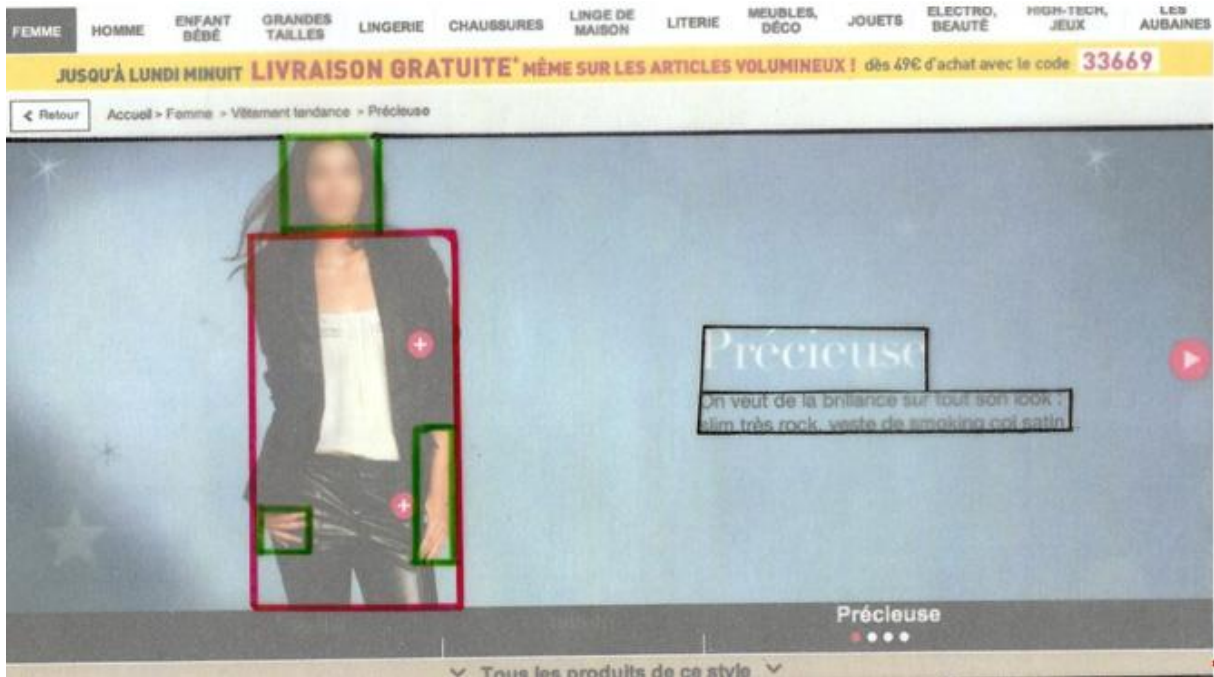 FEMME HOMME ENFANT BÉBÉ GRANDES TAILLES LINGERIE CHAUSSURES LINGE DE MAISON LITERIE MEUBLES, DÉCO JOUETS ELECTRO, BEAUTÉ HIGH-TECH, JEUX LES AUBAINES
JUSQU'À LUNDI MINUIT LIVRAISON GRATUITE* MÊME SUR LES ARTICLES VOLUMINEUX ! dès 49€ d'achat avec le code 33669
< Retour Accueil > Femme > Vêtement tendance > Précieuse
Précieuse
On veut de la brillance sur tout son look :
slim très rock, veste de smoking col satin...
Précieuse
Tous les produits de ce style